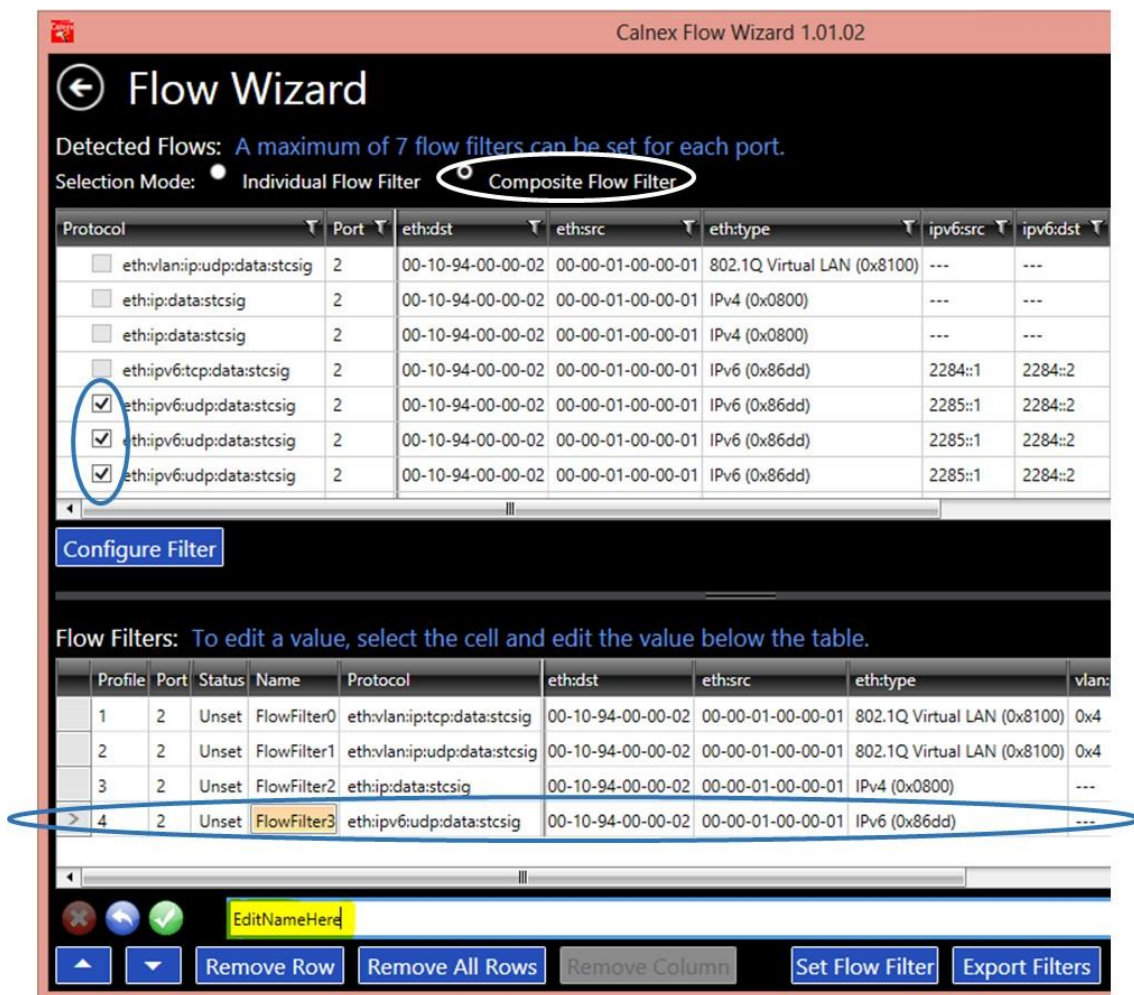 Calnex Flow Wizard 1.01.02
Flow Wizard
Detected Flows: A maximum of 7 flow filters can be set for each port.
Selection Mode: Individual Flow Filter Composite Flow Filter
Protocol Port eth:dst eth:src eth:type ipv6:src ipv6:dst
eth:vlan:ip:udp:data:stcsig 2 00-10-94-00-00-02 00-00-01-00-00-01 802.1Q Virtual LAN (0x8100) --- ---
eth:ip:data:stcsig 2 00-10-94-00-00-02 00-00-01-00-00-01 IPv4 (0x0800) --- ---
eth:ip:data:stcsig 2 00-10-94-00-00-02 00-00-01-00-00-01 IPv4 (0x0800) --- ---
eth:ipv6:tcp:data:stcsig 2 00-10-94-00-00-02 00-00-01-00-00-01 IPv6 (0x86dd) 2284::1 2284::2
eth:ipv6:udp:data:stcsig 2 00-10-94-00-00-02 00-00-01-00-00-01 IPv6 (0x86dd) 2285::1 2284::2
eth:ipv6:udp:data:stcsig 2 00-10-94-00-00-02 00-00-01-00-00-01 IPv6 (0x86dd) 2285::1 2284::2
eth:ipv6:udp:data:stcsig 2 00-10-94-00-00-02 00-00-01-00-00-01 IPv6 (0x86dd) 2285::1 2284::2
Configure Filter
Flow Filters: To edit a value, select the cell and edit the value below the table.
Profile Port Status Name Protocol eth:dst eth:src eth:type vlan:
1 2 Unset FlowFilter0 eth:vlan:ip:tcp:data:stcsig 00-10-94-00-00-02 00-00-01-00-00-01 802.1Q Virtual LAN (0x8100) 0x4
2 2 Unset FlowFilter1 eth:vlan:ip:udp:data:stcsig 00-10-94-00-00-02 00-00-01-00-00-01 802.1Q Virtual LAN (0x8100) 0x4
3 2 Unset FlowFilter2 eth:ip:data:stcsig 00-10-94-00-00-02 00-00-01-00-00-01 IPv4 (0x0800) ---
4 2 Unset FlowFilter3 eth:ipv6:udp:data:stcsig 00-10-94-00-00-02 00-00-01-00-00-01 IPv6 (0x86dd) ---
EditNameHere
Remove Row Remove All Rows Remove Column Set Flow Filter Export Filters